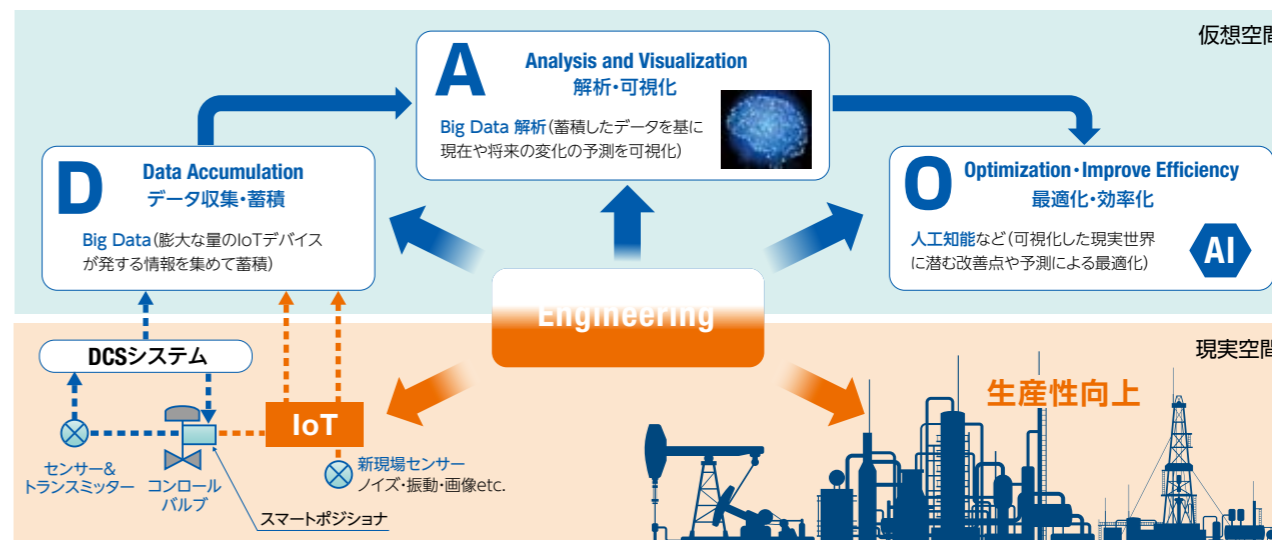 仮想空間
A
Analysis and Visualization
解析・可視化
Big Data 解析(蓄積したデータを基に
現在や将来の変化の予測を可視化)
D
Data Accumulation
データ収集・蓄積
Big Data(膨大な量のIoTデバイス
が発する情報を集めて蓄積)
O
Optimization・Improve Efficiency
最適化・効率化
人工知能など(可視化した現実世界
に潜む改善点や予測による最適化)
AI
Engineering
現実空間
DCSシステム
IoT
センサー&
トランスミッター
コントロール
バルブ
スマートポジショナ
新現場センサー
ノイズ・振動・画像etc.
生産性向上